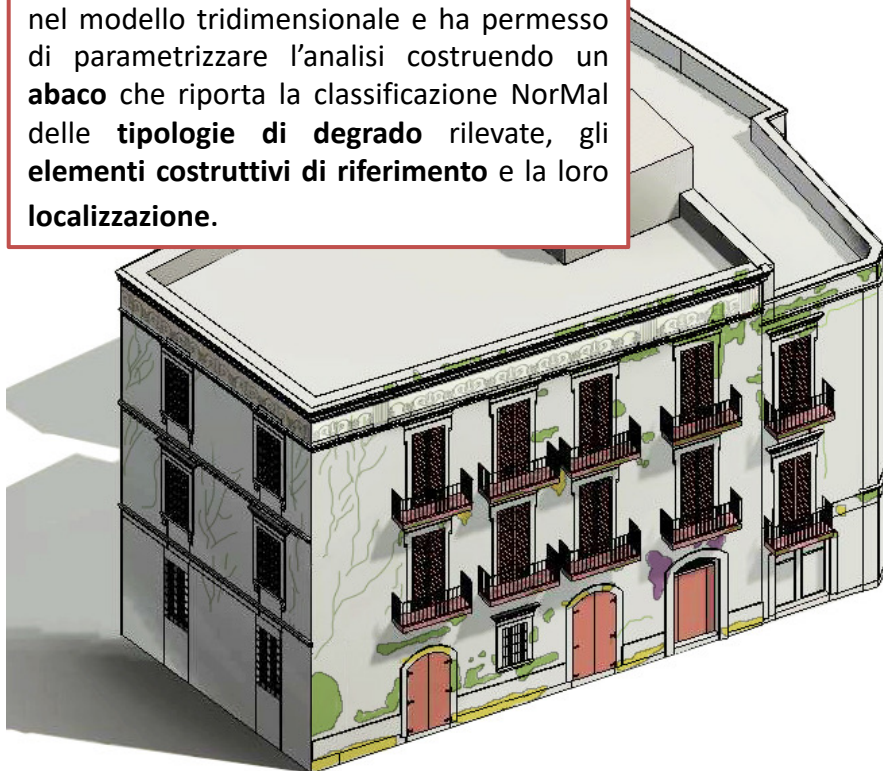 nel modello tridimensionale e ha permesso
di parametrizzare l’analisi costruendo un
abaco che riporta la classificazione NorMal
delle tipologie di degrado rilevate, gli
elementi costruttivi di riferimento e la loro
localizzazione.